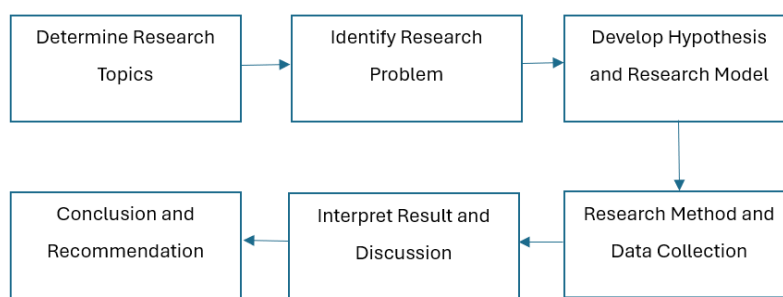 Determine Research
Topics
Identify Research
Problem
Develop Hypothesis
and Research Model
Research Method and
Data Collection
Interpret Result and
Discussion
Conclusion and
Recommendation